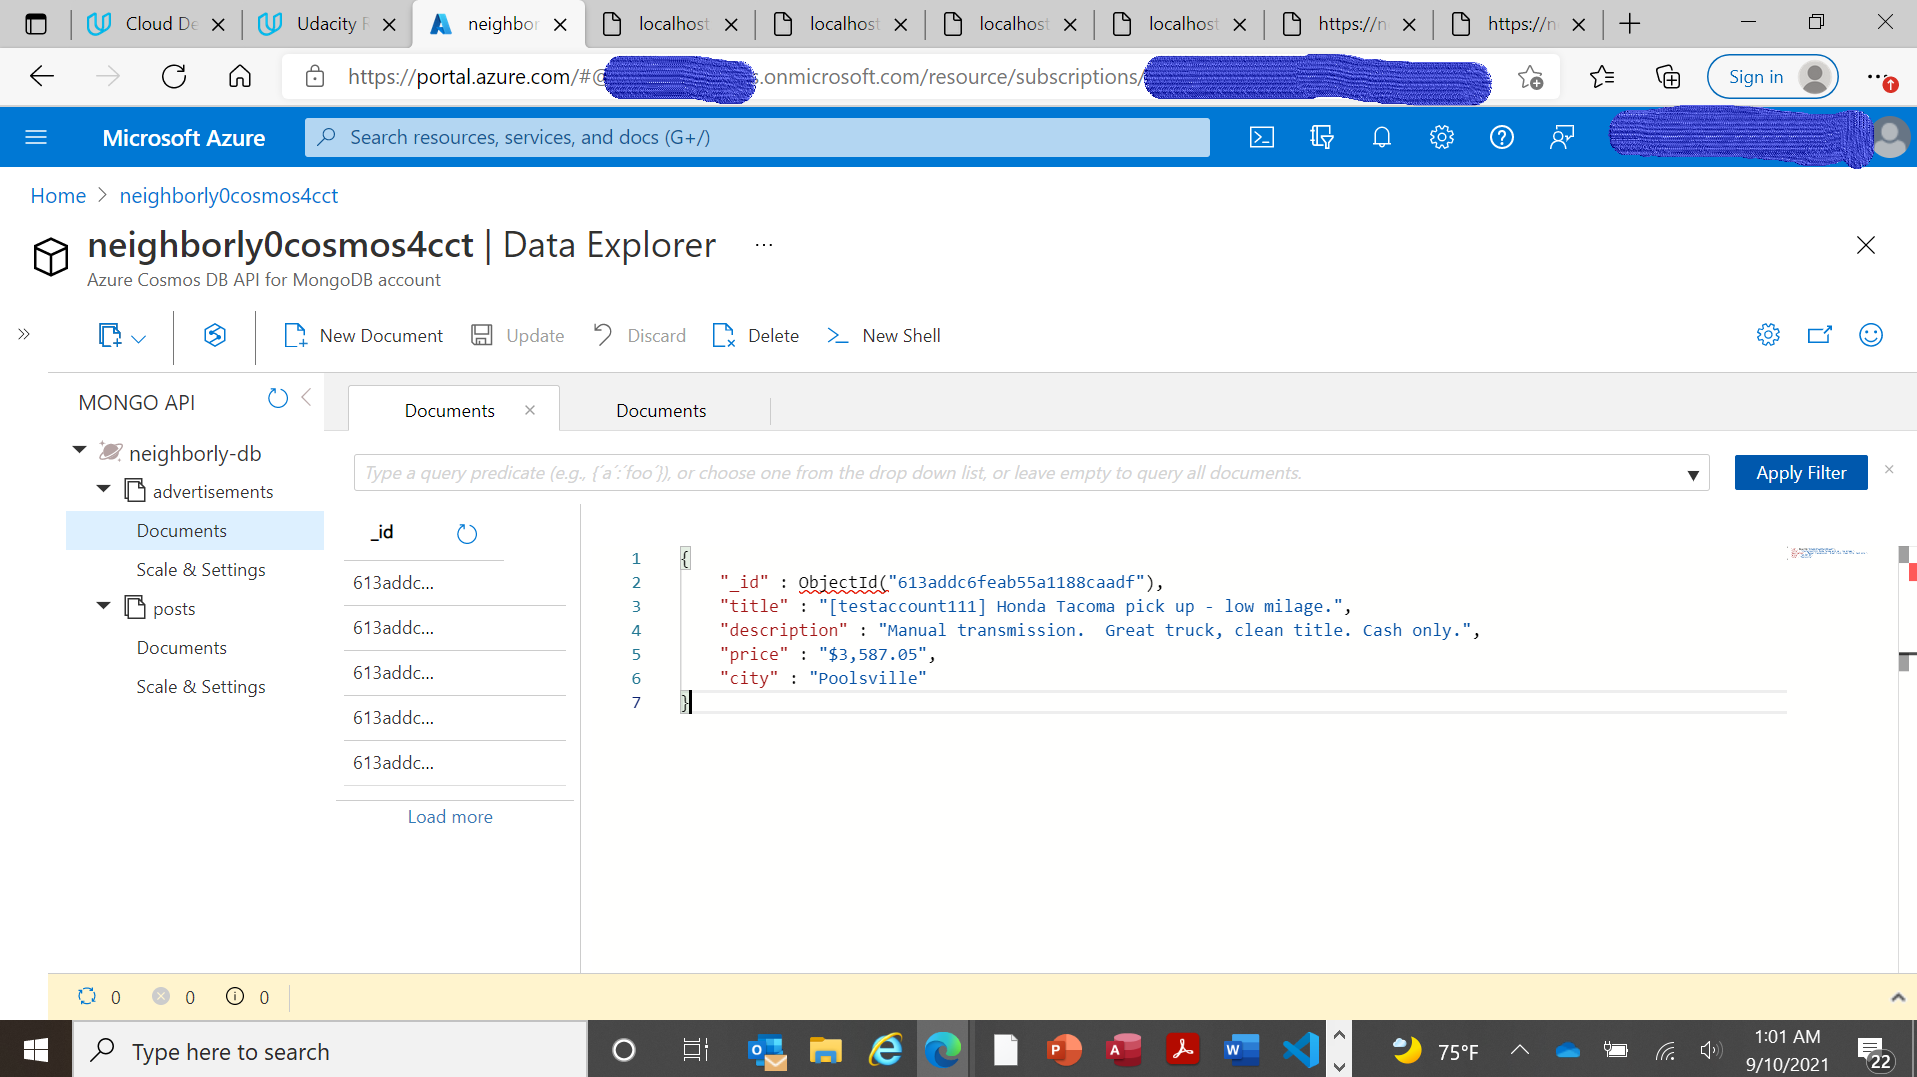 Cloud De
Udacity R
neighbor
localhost
localhost
localhost
localhost
https://n
https://n
https://portal.azure.com/#@
s.onmicrosoft.com/resource/subscriptions/
Sign in
Microsoft Azure
Search resources, services, and docs (G+/)
Home > neighborly0cosmos4cct
neighborly0cosmos4cct | Data Explorer ...
Azure Cosmos DB API for MongoDB account
New Document
Update
Discard
Delete
New Shell
MONGO API
neighborly-db
advertisements
Documents
Scale & Settings
posts
Documents
Scale & Settings
Documents
Documents
Type a query predicate (e.g., {´a´:´foo´}), or choose one from the drop down list, or leave empty to query all documents.
Apply Filter
_id
613addc...
613addc...
613addc...
613addc...
613addc...
Load more
1 {
2 "_id" : ObjectId("613addc6feab55a1188caadf"),
3 "title" : "[testaccount111] Honda Tacoma pick up - low milage.",
4 "description" : "Manual transmission.  Great truck, clean title. Cash only.",
5 "price" : "$3,587.05",
6 "city" : "Poolsville"
7 }
0 0 0
Type here to search
75°F
1:01 AM
9/10/2021
22